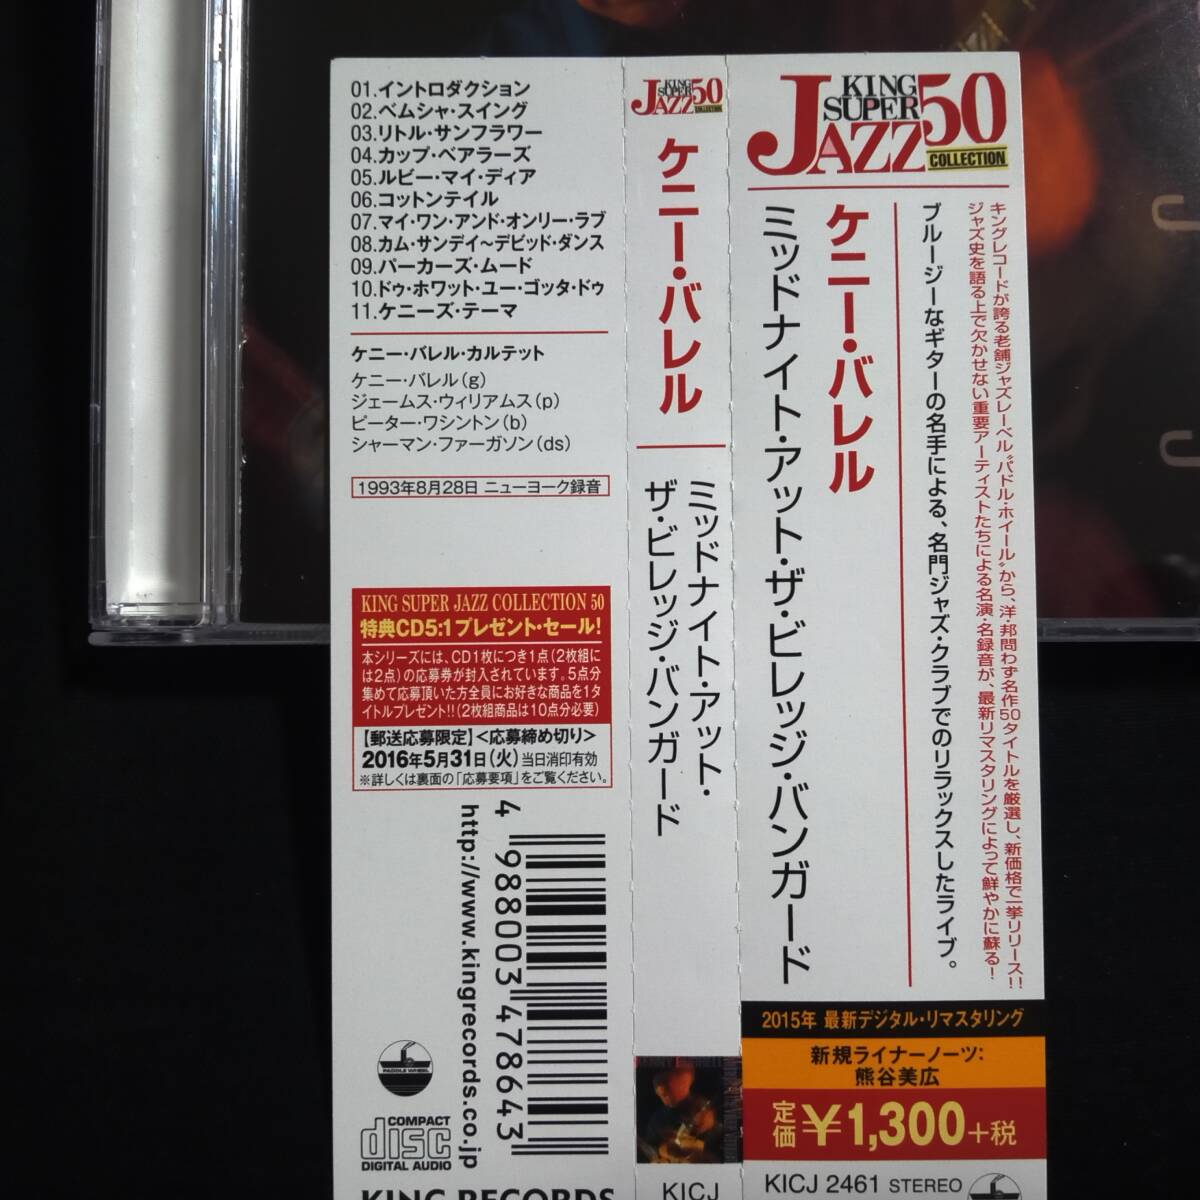 01.イントロダクション
02.ベムシャ・スイング
03.リトル・サンフラワー
04.カップ・ベアラーズ
05.ルビー・マイ・ディア
06.コットンテイル
07.マイ・ワン・アンド・オンリー・ラブ
08.カム・サンデイ～デビッド・ダンス
09.パーカーズ・ムード
10.ドゥ・ホワット・ユー・ゴッタ・ドゥ
11.ケニーズ・テーマ
ケニー・バレル・カルテット
ケニー・バレル(g)
ジェームス・ウィリアムス(p)
ピーター・ワシントン(b)
シャーマン・ファーガソン(ds)
1993年8月28日 ニューヨーク録音
KING SUPER JAZZ COLLECTION 50
特典CD5:1プレゼント・セール!
本シリーズには、CD1枚につき1点(2枚組に
は2点)の応募券が封入されています。5点分
集めて応募頂いた方全員にお好きな商品を1タ
イトルプレゼント!!(2枚組商品は10点分必要)
【郵送応募限定】<応募締め切り>
2016年5月31日(火)当日消印有効
※詳しくは裏面の「応募要項」をご覧ください。
4 988003 478643
http://www.kingrecords.co.jp
PADDLE WHEEL
COMPACT
disc
DIGITAL AUDIO
KING RECORDS
KING
SUPER
JAZZ 50
COLLECTION
ケニー・バレル
ミッドナイト・アット・
ザ・ビレッジ・バンガード
KICJ
KING
SUPER
JAZZ 50
COLLECTION
キングレコードが誇る老舗ジャズレーベル“パドル・ホイール”から、洋・邦問わず名作50タイトルを厳選し、新価格で一挙リリース!!
ジャズ史を語る上で欠かせない重要アーティストたちによる名演・名録音が、最新リマスタリングによって鮮やかに蘇る!
ブルージーなギターの名手による、名門ジャズ・クラブでのリラックスしたライブ。
ケニー・バレル
ミッドナイト・アット・ザ・ビレッジ・バンガード
2015年 最新デジタル・リマスタリング
新規ライナーノーツ:
熊谷美広
定価¥1,300+税
KICJ 2461 STEREO